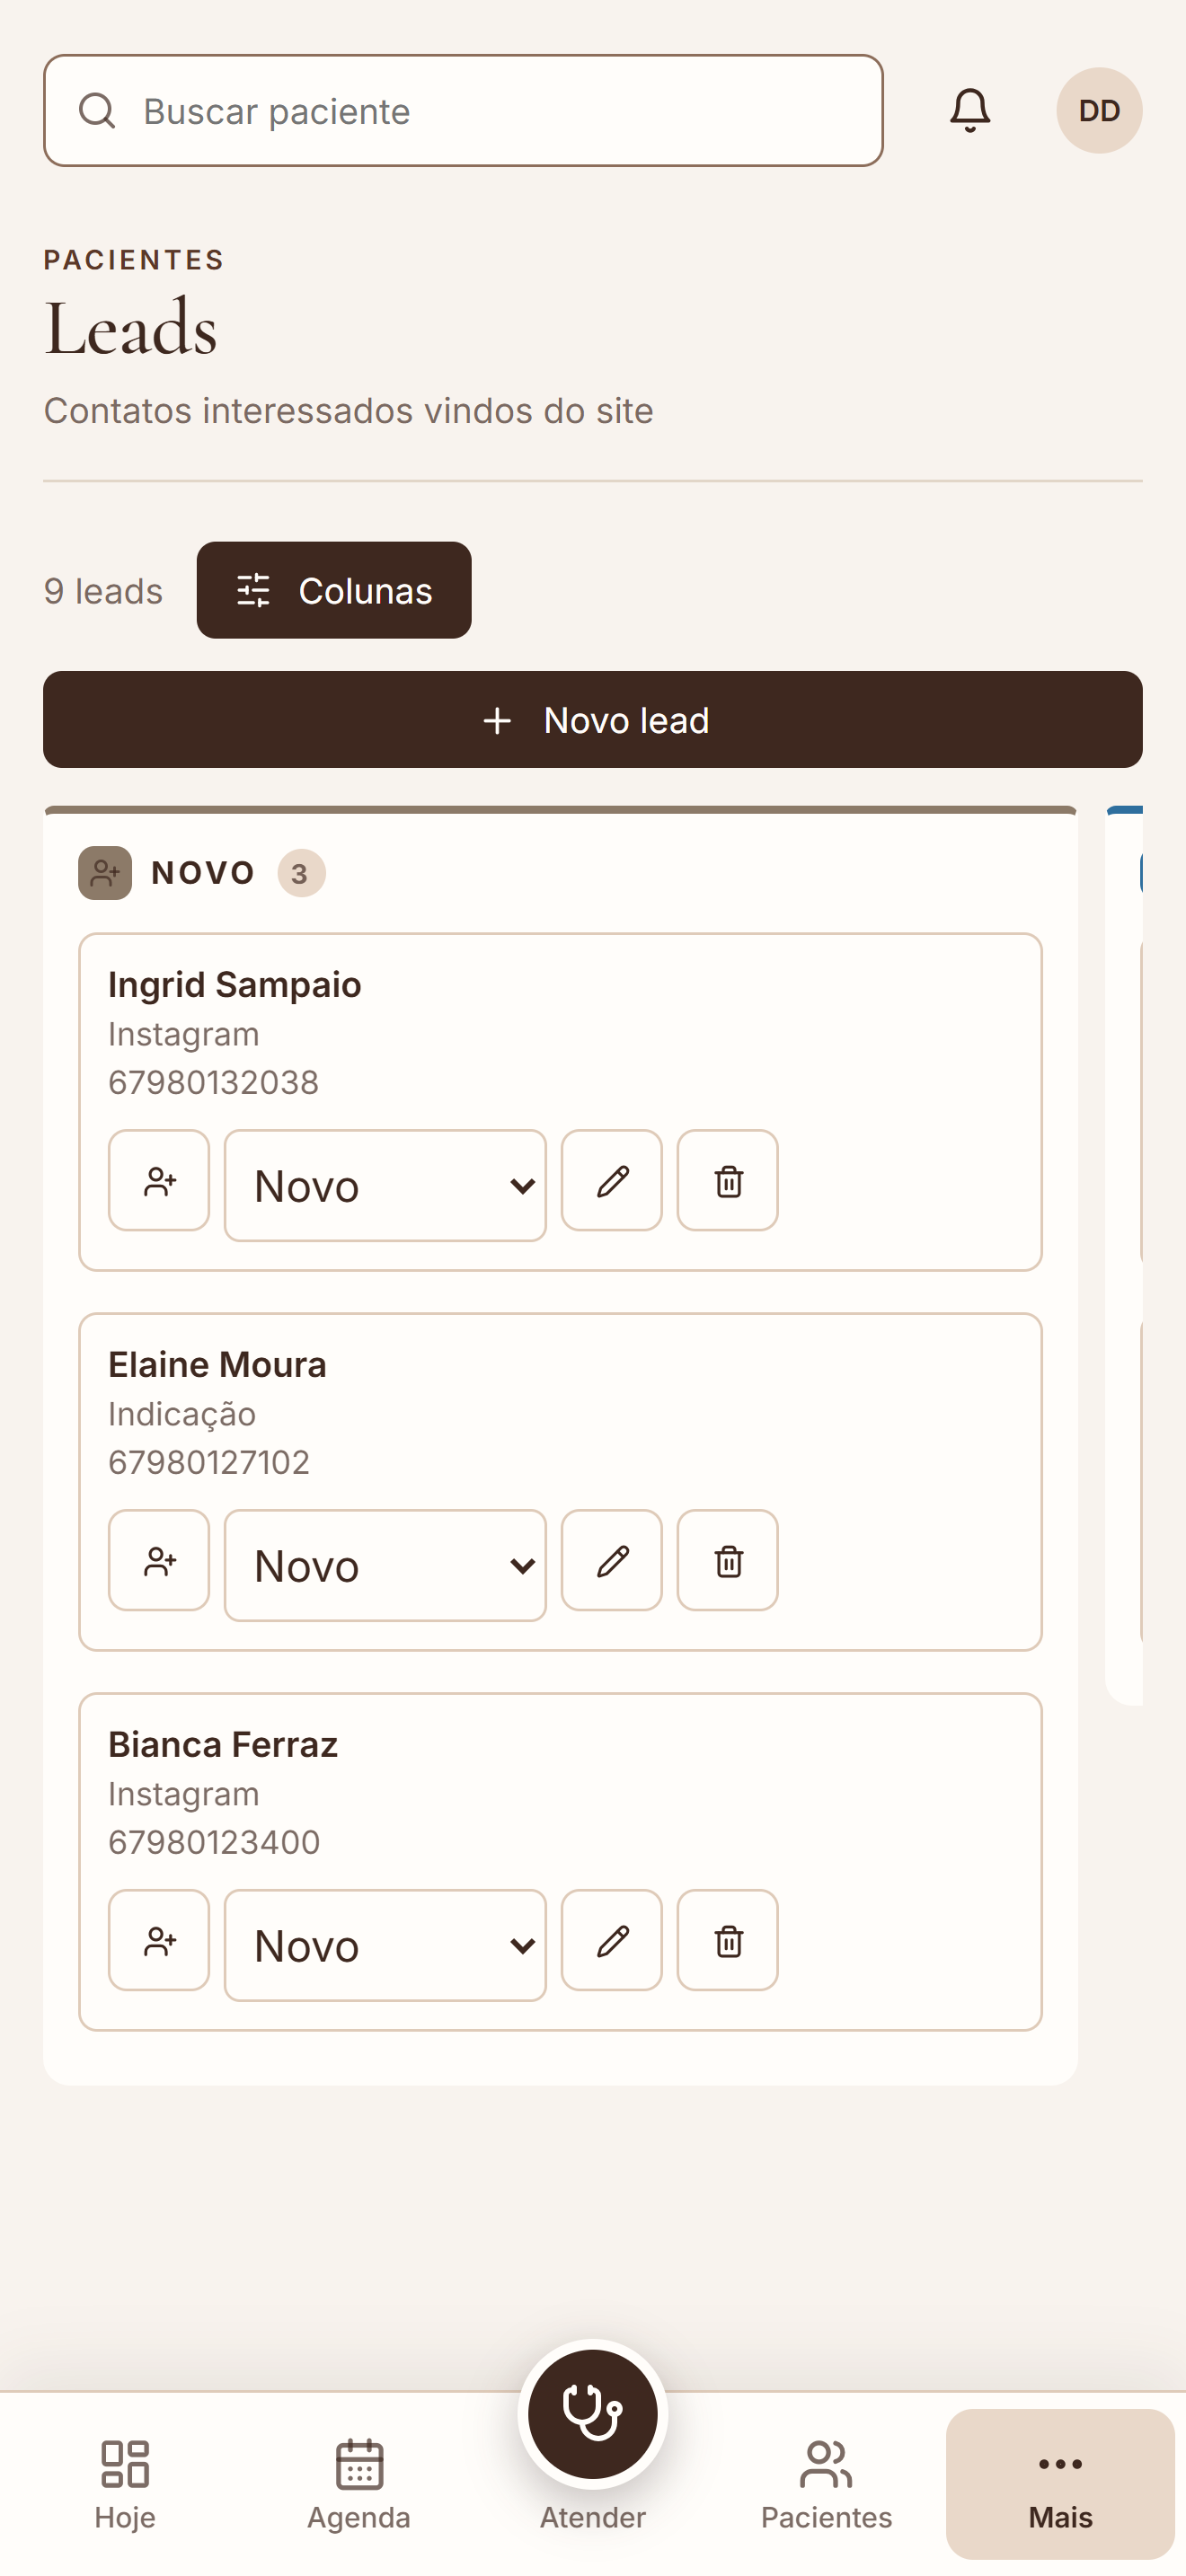 Buscar paciente
DD
PACIENTES
Leads
Contatos interessados vindos do site
9 leads
Colunas
Novo lead
NOVO 3
Ingrid Sampaio
Instagram
67980132038
Novo
Elaine Moura
Indicação
67980127102
Novo
Bianca Ferraz
Instagram
67980123400
Novo
Hoje
Agenda
Atender
Pacientes
Mais